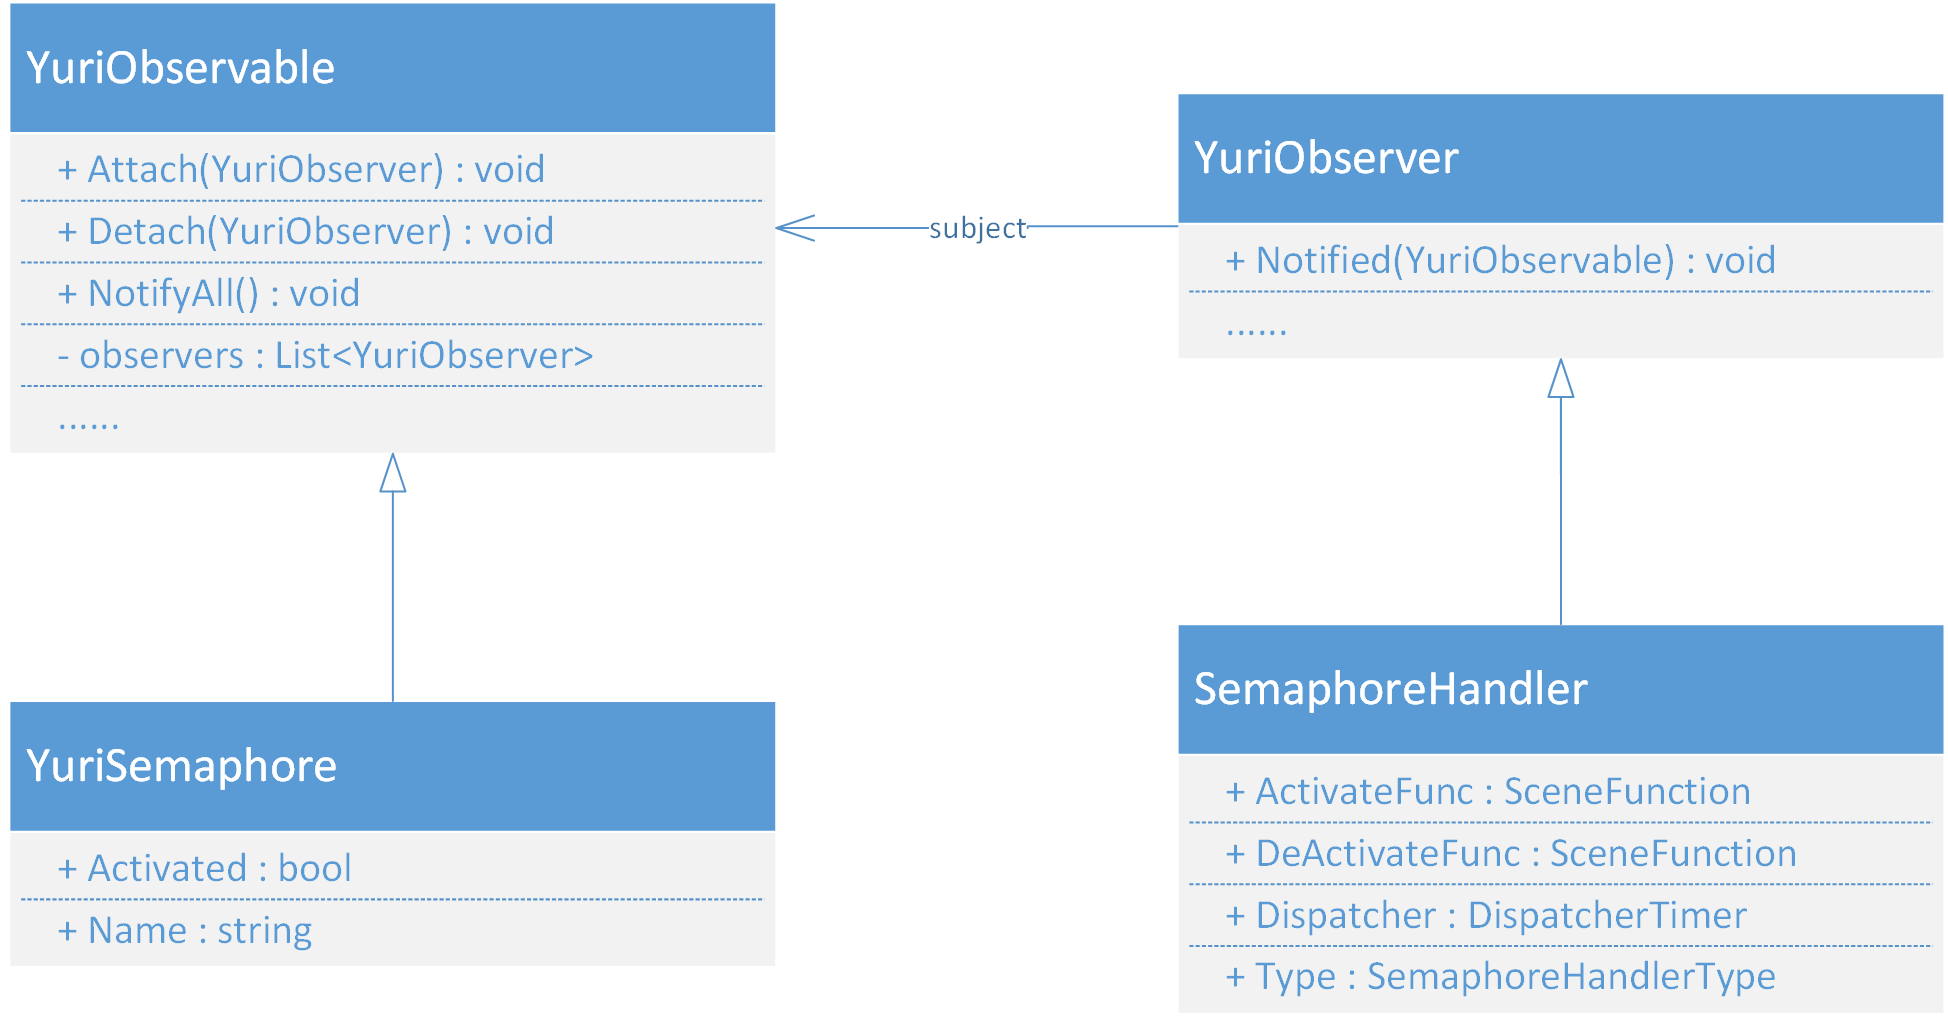 YuriObservable
+ Attach(YuriObserver) : void
+ Detach(YuriObserver) : void
+ NotifyAll() : void
- observers : List<YuriObserver>
......
subject
YuriObserver
+ Notified(YuriObservable) : void
......
YuriSemaphore
+ Activated : bool
+ Name : string
SemaphoreHandler
+ ActivateFunc : SceneFunction
+ DeActivateFunc : SceneFunction
+ Dispatcher : DispatcherTimer
+ Type : SemaphoreHandlerType